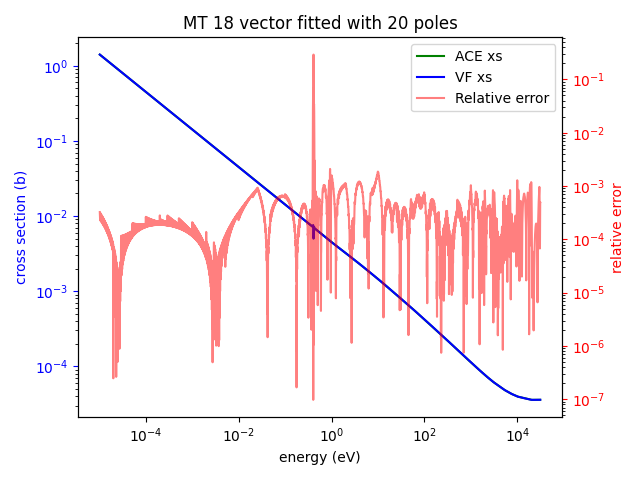 MT 18 vector fitted with 20 poles
ACE xs
VF xs
Relative error
cross section (b)
10^0
10^-1
10^-2
10^-3
10^-4
10^-1
10^-2
10^-3
10^-4
10^-5
10^-6
10^-7
relative error
10^-4
10^-2
10^0
10^2
10^4
energy (eV)